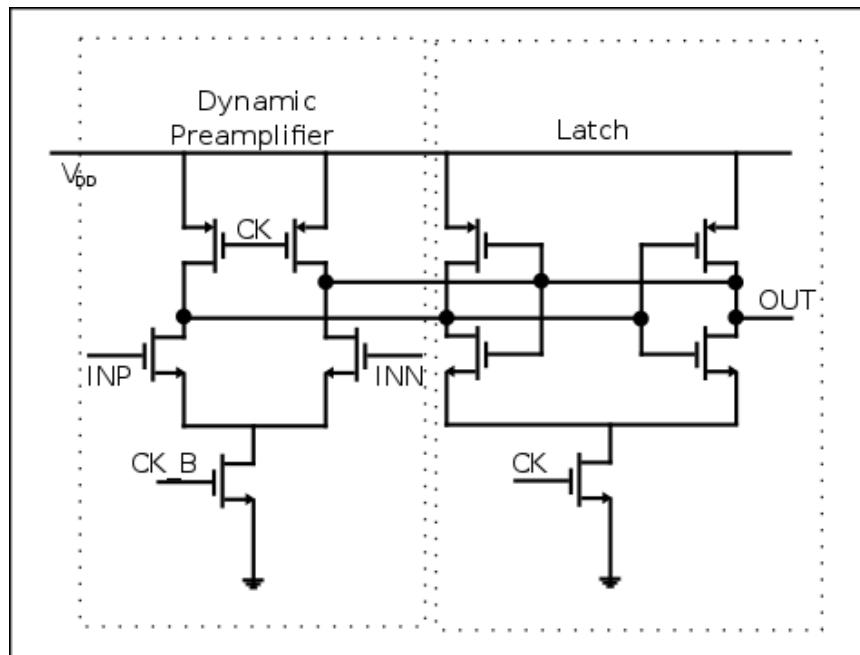 Dynamic
Preamplifier
Latch
VDD
CK
OUT
INP
INN
CK_B
CK